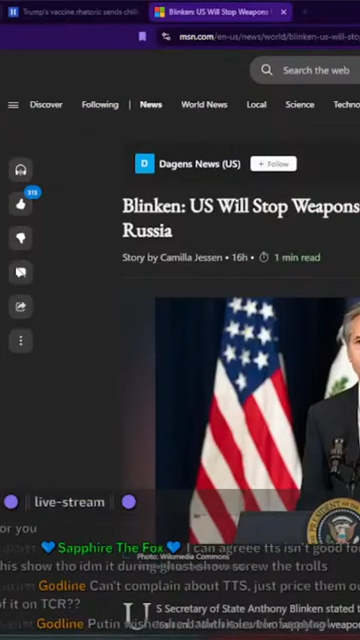 Trump's vaccine rhetoric sends chill
Blinken: US Will Stop Weapons
msn.com/en-us/news/world/blinken-us-will-sto
Search the web
Discover Following News World News Local Science Techno
D Dagens News (US) + Follow
315
Blinken: US Will Stop Weapons
Russia
Story by Camilla Jessen • 16h • 1 min read
live-stream
or you
Photo: Wikimedia Commons
Sapphire The Fox I can agreee tts isn't good fo
this show tho idm it during ghost show screw the trolls
Godline Can't complain about TTS, just price them ou
of it on TCR??
US Secretary of State Anthony Blinken stated t
Godline Putin